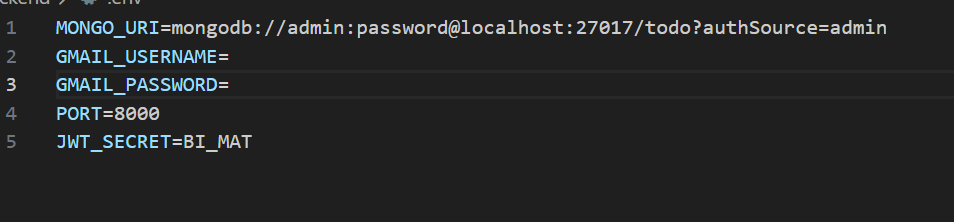 .env
1 MONGO_URI=mongodb://admin:password@localhost:27017/todo?authSource=admin
2 GMAIL_USERNAME=
3 GMAIL_PASSWORD=
4 PORT=8000
5 JWT_SECRET=BI_MAT